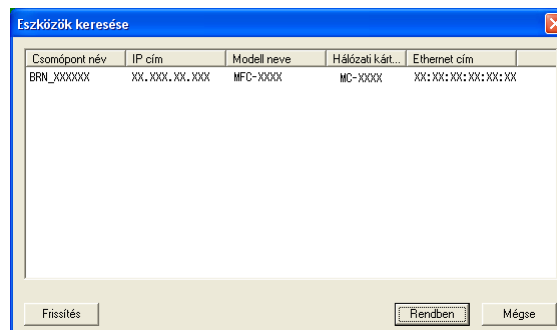 Eszközök keresése
Csomópont név IP cím Modell neve Hálózati kárt... Ethernet cím
BRN_XXXXXX XX.XXX.XX.XXX MFC-XXXX MC-XXXX XX:XX:XX:XX:XX:XX
Frissítés Rendben Mégse